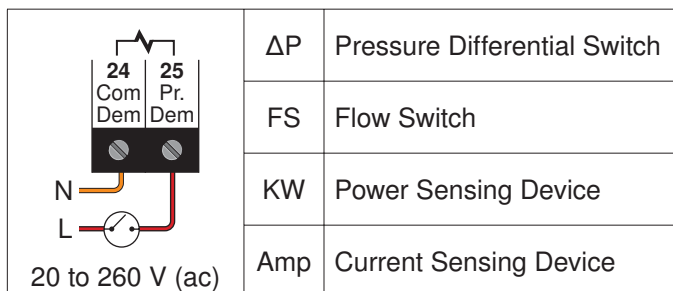 24 25
Com Pr.
Dem Dem
N
L
20 to 260 V (ac)
ΔP Pressure Differential Switch
FS Flow Switch
KW Power Sensing Device
Amp Current Sensing Device